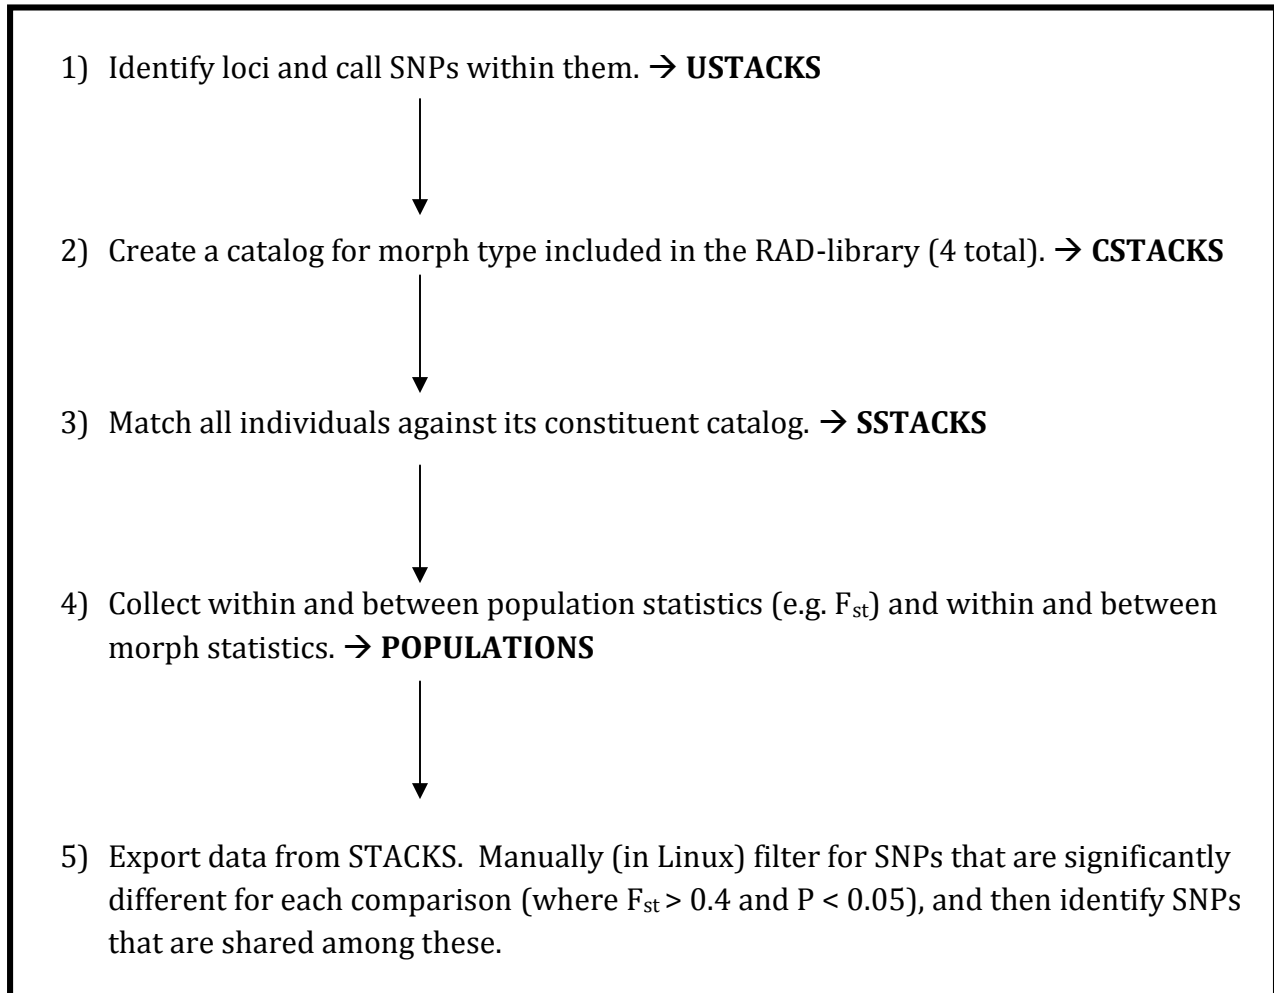 1) Identify loci and call SNPs within them. → USTACKS
2) Create a catalog for morph type included in the RAD-library (4 total). → CSTACKS
3) Match all individuals against its constituent catalog. → SSTACKS
4) Collect within and between population statistics (e.g. Fst) and within and between
morph statistics. → POPULATIONS
5) Export data from STACKS.  Manually (in Linux) filter for SNPs that are significantly
different for each comparison (where Fst > 0.4 and P < 0.05), and then identify SNPs
that are shared among these.